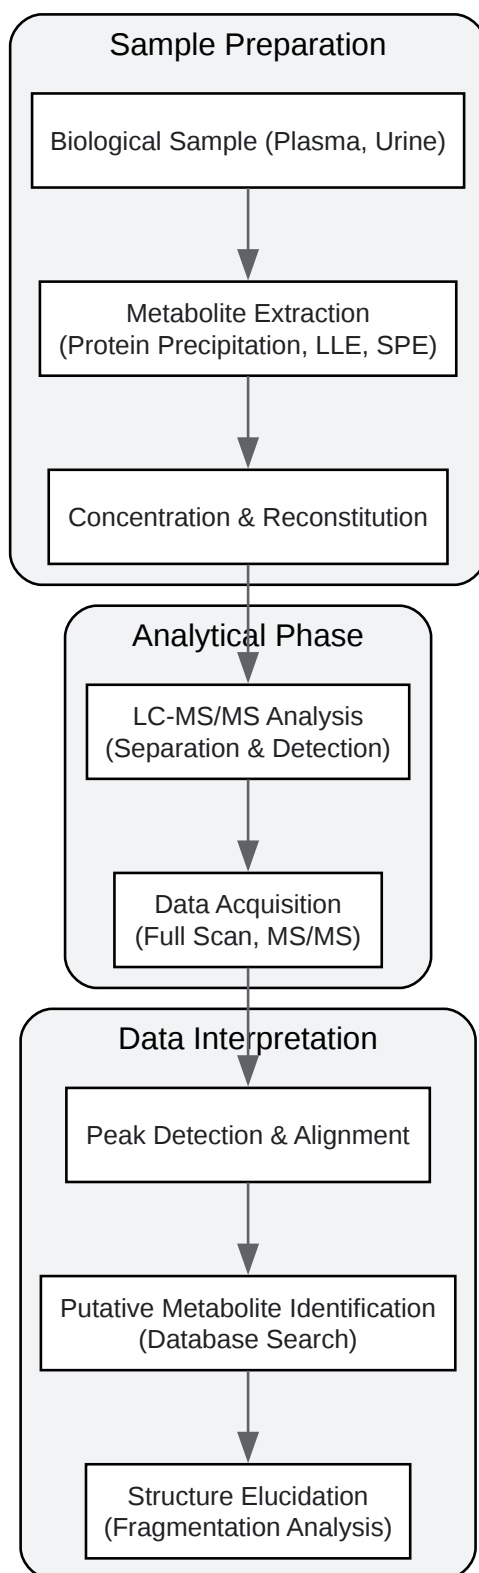 Sample Preparation
Biological Sample (Plasma, Urine)
Metabolite Extraction
(Protein Precipitation, LLE, SPE)
Concentration & Reconstitution
Analytical Phase
LC-MS/MS Analysis
(Separation & Detection)
Data Acquisition
(Full Scan, MS/MS)
Data Interpretation
Peak Detection & Alignment
Putative Metabolite Identification
(Database Search)
Structure Elucidation
(Fragmentation Analysis)